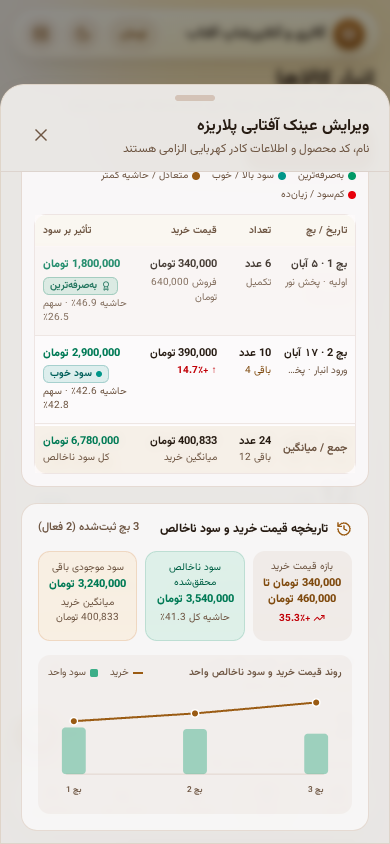 انبار کالاها
ویرایش عینک آفتابی پلاریزه
نام، کد محصول و اطلاعات کادر کهربایی الزامی هستند
به‌صرفه‌ترین
سود بالا / خوب
متعادل / حاشیه کمتر
کم‌سود / زیان‌ده
تاریخ / بچ
تعداد
قیمت خرید
تأثیر بر سود
بچ 1 · ۵ آبان
6 عدد
340,000 تومان
1,800,000 تومان
اولیه · پخش نور
تکمیل
فروش 640,000
تومان
به‌صرفه‌ترین
حاشیه 46.9٪ · سهم
26.5٪
بچ 2 · ۱۷ آبان
10 عدد
390,000 تومان
2,900,000 تومان
ورود انبار · پخ…
باقی 4
↑ +14.7٪
سود خوب
حاشیه 42.6٪ · سهم
42.8٪
جمع / میانگین
24 عدد
400,833 تومان
6,780,000 تومان
باقی 12
میانگین خرید
کل سود ناخالص
تاریخچه قیمت خرید و سود ناخالص
3 بچ ثبت‌شده (2 فعال)
بازه قیمت خرید
340,000 تومان تا
460,000 تومان
+35.3٪
سود ناخالص
محقق‌شده
3,540,000 تومان
حاشیه کل 41.3٪
سود موجودی باقی
3,240,000 تومان
میانگین خرید
400,833 تومان
روند قیمت خرید و سود ناخالص واحد
خرید
سود واحد
بچ 1
بچ 2
بچ 3